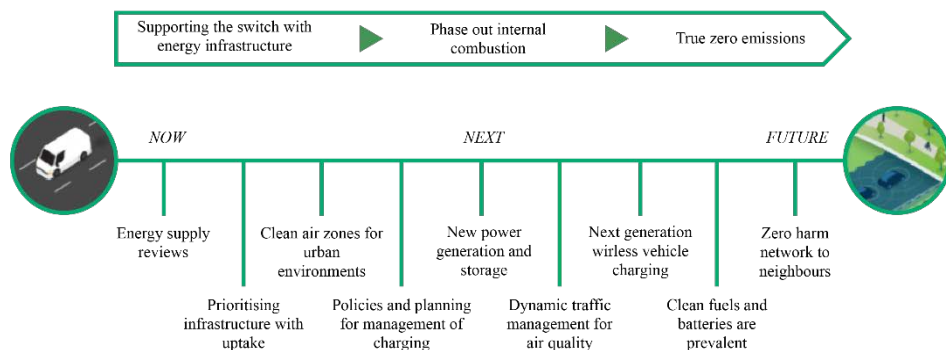 Supporting the switch with
energy infrastructure
Phase out internal
combustion
True zero emissions
NOW
NEXT
FUTURE
Energy supply
reviews
Clean air zones for
urban
environments
New power
generation and
storage
Next generation
wirless vehicle
charging
Zero harm
network to
neighbours
Prioritising
infrastructure with
uptake
Policies and planning
for management of
charging
Dynamic traffic
management for
air quality
Clean fuels and
batteries are
prevalent